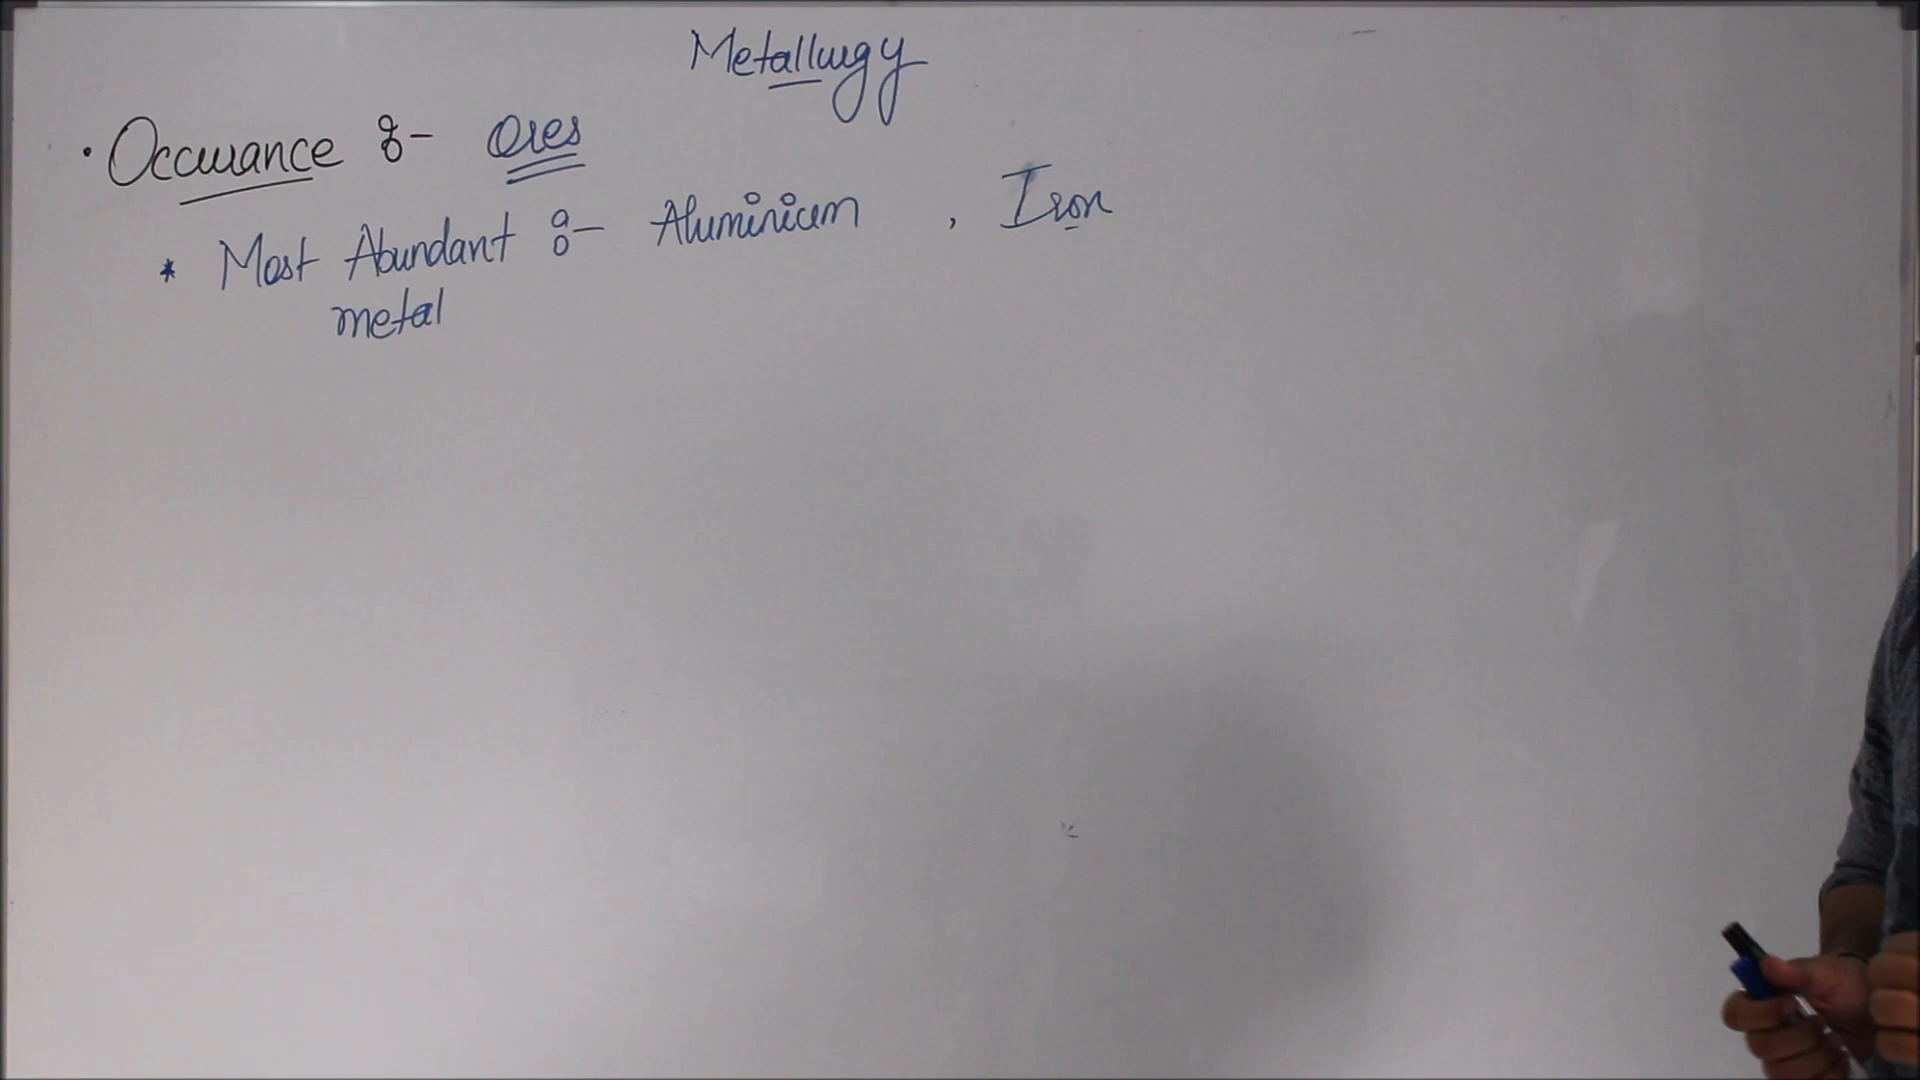 Metallurgy
• Occurance :- Ores
* Most Abundant :- Aluminium , Iron
metal